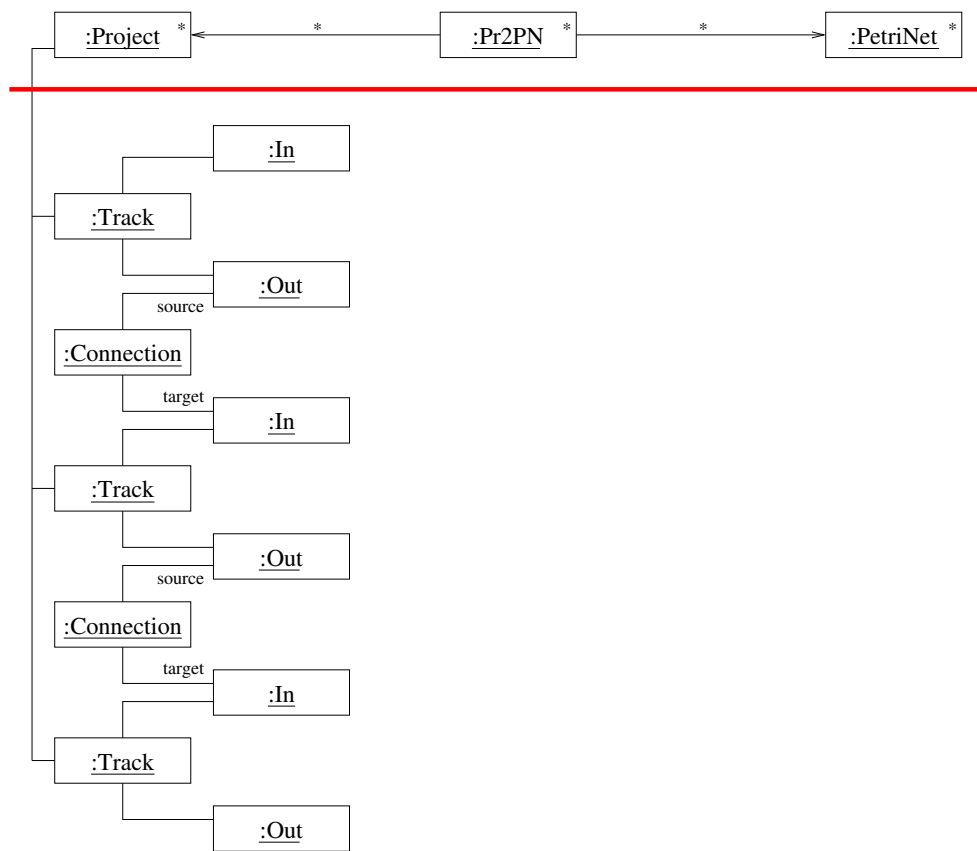 :Project * * :Pr2PN * * :PetriNet *
:In
:Track
:Out
source
:Connection
target
:In
:Track
:Out
source
:Connection
target
:In
:Track
:Out